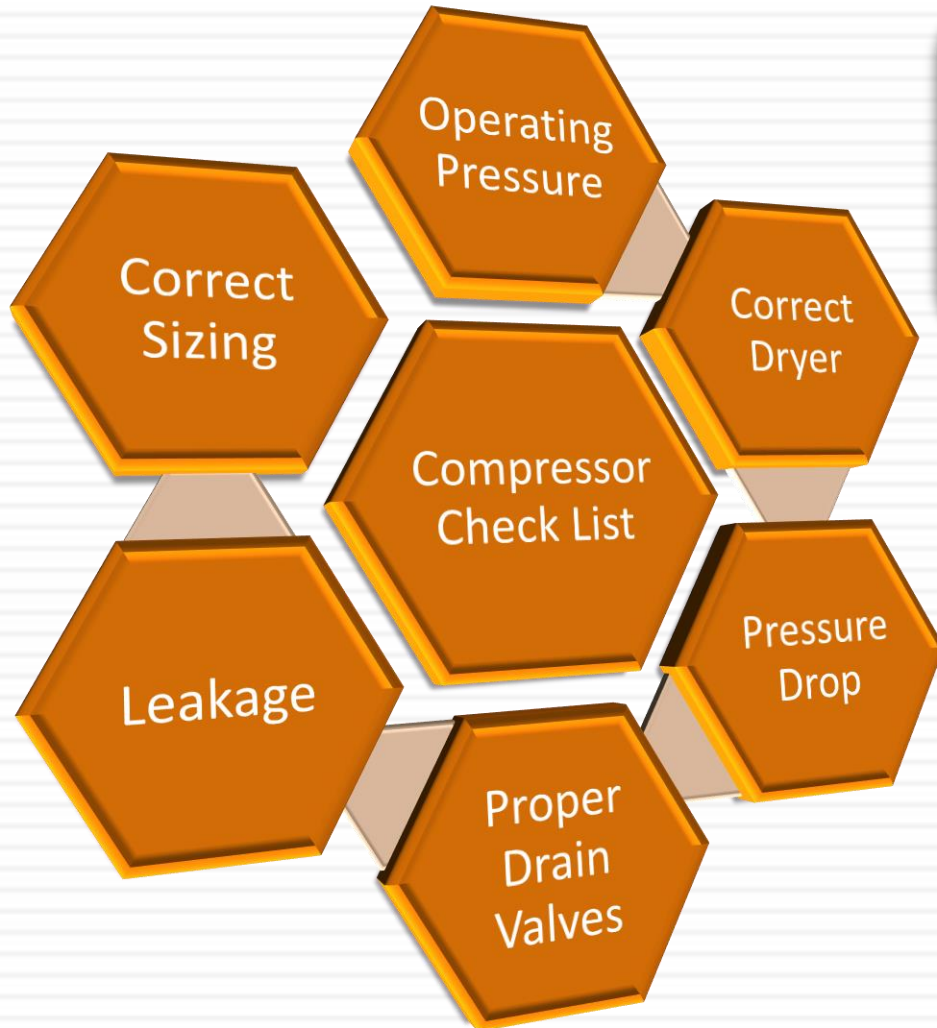 Operating
Pressure
Correct
Sizing
Correct
Dryer
Compressor
Check List
Pressure
Drop
Leakage
Proper
Drain
Valves